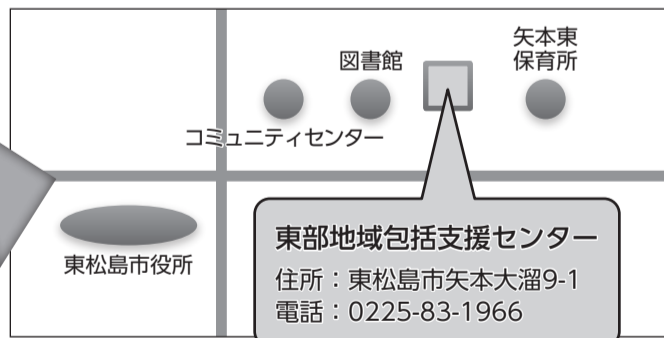 矢本東
保育所
図書館
コミュニティセンター
東松島市役所
東部地域包括支援センター
住所：東松島市矢本大溜9-1
電話：0225-83-1966